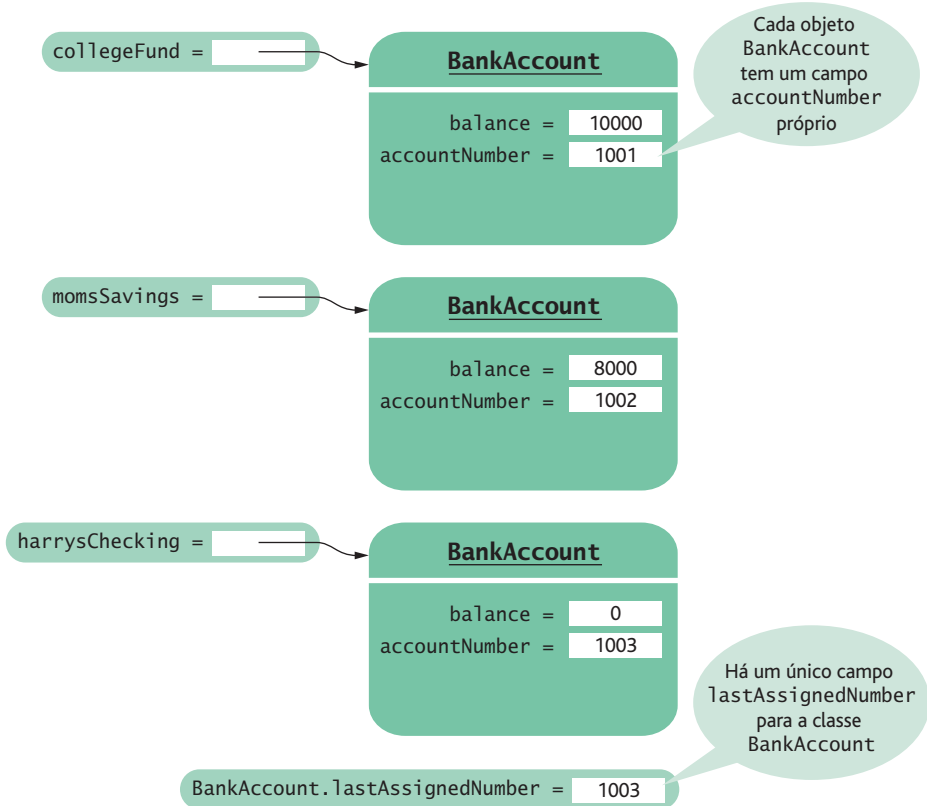 collegeFund =
BankAccount
balance = 10000
accountNumber = 1001
Cada objeto
BankAccount
tem um campo
accountNumber
próprio
momsSavings =
BankAccount
balance = 8000
accountNumber = 1002
harrysChecking =
BankAccount
balance = 0
accountNumber = 1003
Há um único campo
lastAssignedNumber
para a classe
BankAccount
BankAccount.lastAssignedNumber = 1003